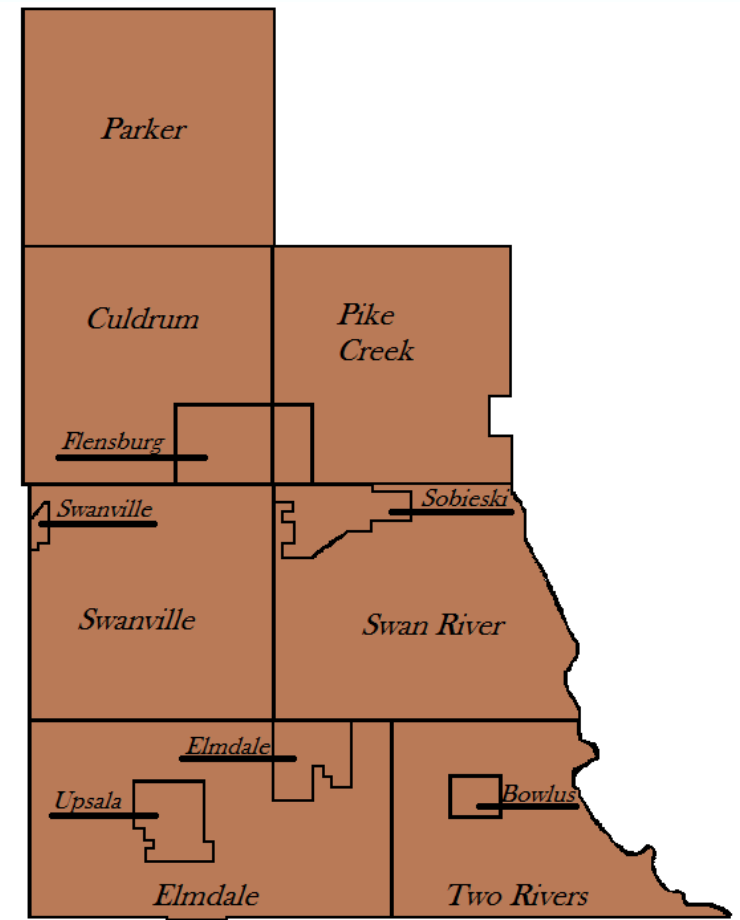 Parker
Culdrum
Pike
Creek
Flensburg
Swanville
Sobieski
Swanville
Swan River
Elmdale
Upsala
Bowlus
Elmdale
Two Rivers